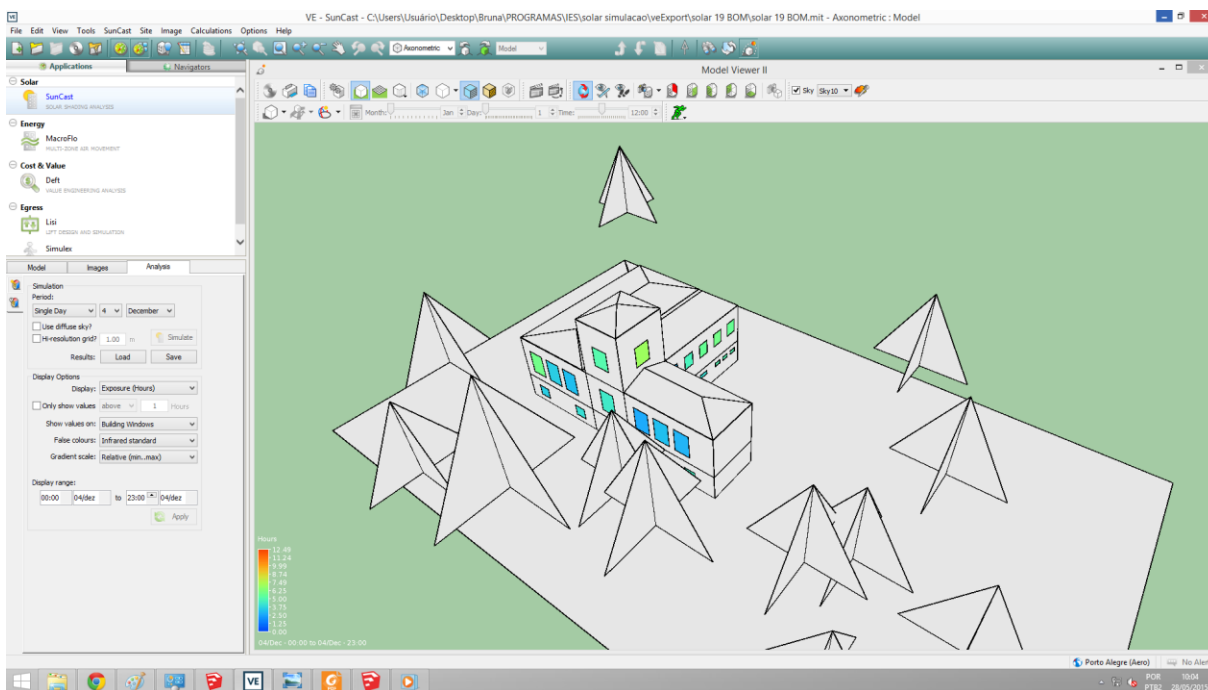 VE - SunCast - C:\Users\Usuário\Desktop\Bruna\PROGRAMAS\IES\solar simulacao\veExport\solar 19 BOM\solar 19 BOM.mit - Axonometric : Model
File Edit View Tools SunCast Site Image Calculations Options Help
Axonometric Model
Applications Navigators
Solar
SunCast
SOLAR SHADING ANALYSIS
Energy
MacroFlo
MULTI-ZONE AIR MOVEMENT
Cost & Value
Deft
VALUE ENGINEERING ANALYSIS
Egress
Lisi
LIFT DESIGN AND SIMULATION
Simulex
Model Images Analysis
Simulation
Period:
Single Day 4 December
Use diffuse sky?
Hi-resolution grid? 1.00 m Simulate
Results: Load Save
Display Options
Display: Exposure (Hours)
Only show values above 1 Hours
Show values on: Building Windows
False colours: Infrared standard
Gradient scale: Relative (min..max)
Display range:
00:00 04/dez to 23:00 04/dez
Apply
Model Viewer II
Sky Sky10
Month: Jan Day: 1 Time: 12:00
Hours
12.49
11.24
9.99
8.74
7.49
6.25
5.00
3.75
2.50
1.25
0.00
04/Dec - 00:00 to 04/Dec - 23:00
Porto Alegre (Aero) No Aler
VE
POR 10:04
PTB2 28/05/2015